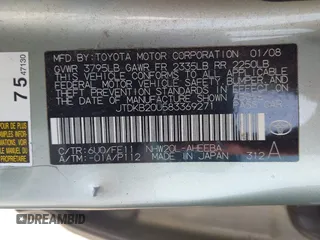 MFD. BY: TOYOTA MOTOR CORPORATION 01/08
GVWR 3795LB GAWR FR 2335LB RR 2250LB
THIS VEHICLE CONFORMS TO ALL APPLICABLE
FEDERAL MOTOR VEHICLE SAFETY, BUMPER AND
THEFT PREVENTION STANDARDS IN EFFECT ON
THE DATE OF MANUFACTURE SHOWN ABOVE.
C/TR: 6U0/FE11 NHW20L-AHEEBA
A/TM: -01A/P112 MADE IN JAPAN 312 A
75 47130
DREAMBID